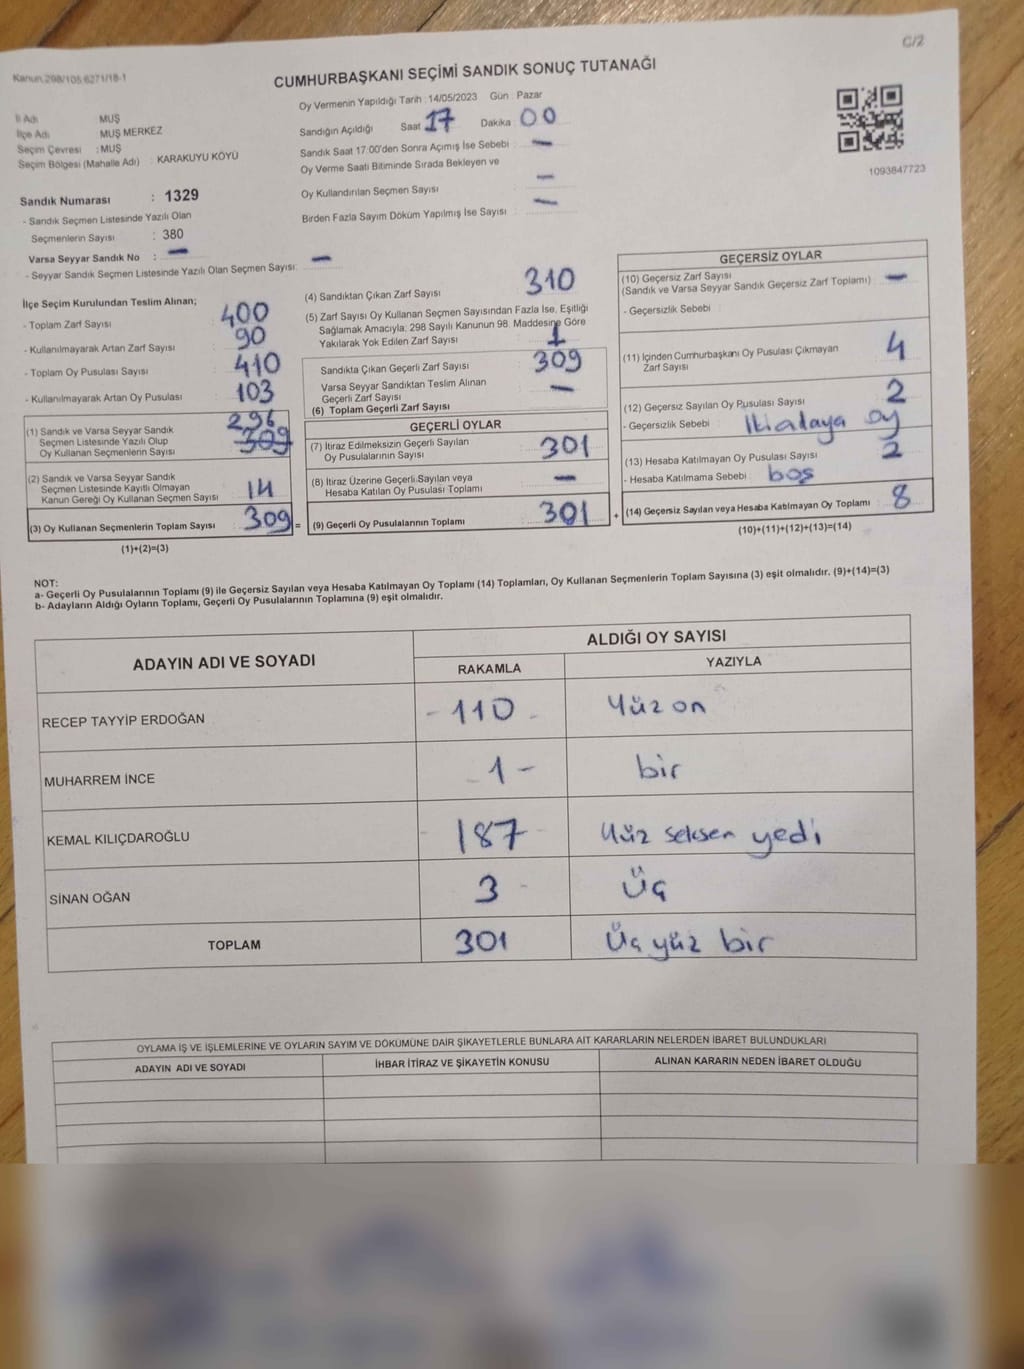 C/2
Kanun:298/105:6271/18-1
CUMHURBAŞKANI SEÇİMİ SANDIK SONUÇ TUTANAĞI
Oy Vermenin Yapıldığı Tarih : 14/05/2023 Gün : Pazar
İl Adı : MUŞ
İlçe Adı : MUŞ MERKEZ
Seçim Çevresi : MUŞ
Seçim Bölgesi (Mahalle Adı) : KARAKUYU KÖYÜ
Sandığın Açıldığı Saat : 17 Dakika : 00
Sandık Saat 17:00'den Sonra Açımış İse Sebebi : —
Oy Verme Saati Bitiminde Sırada Bekleyen ve
Oy Kullandırılan Seçmen Sayısı —
Birden Fazla Sayım Döküm Yapılmış İse Sayısı : —
1093847723
Sandık Numarası : 1329
- Sandık Seçmen Listesinde Yazılı Olan
Seçmenlerin Sayısı : 380
Varsa Seyyar Sandık No : —
- Seyyar Sandık Seçmen Listesinde Yazılı Olan Seçmen Sayısı: —
İlçe Seçim Kurulundan Teslim Alınan;
- Toplam Zarf Sayısı 400
- Kullanılmayarak Artan Zarf Sayısı 90
- Toplam Oy Pusulası Sayısı 410
- Kullanılmayarak Artan Oy Pusulası 103
296
(1) Sandık ve Varsa Seyyar Sandık
Seçmen Listesinde Yazılı Olup
Oy Kullanan Seçmenlerin Sayısı 309
(2) Sandık ve Varsa Seyyar Sandık
Seçmen Listesinde Kayıtlı Olmayan
Kanun Gereği Oy Kullanan Seçmen Sayısı 14
(3) Oy Kullanan Seçmenlerin Toplam Sayısı : 309 =
(1)+(2)=(3)
(4) Sandıktan Çıkan Zarf Sayısı 310
(5) Zarf Sayısı Oy Kullanan Seçmen Sayısından Fazla İse, Eşitliği
Sağlamak Amacıyla, 298 Sayılı Kanunun 98. Maddesine Göre
Yakılarak Yok Edilen Zarf Sayısı 1
Sandıkta Çıkan Geçerli Zarf Sayısı 309
Varsa Seyyar Sandıktan Teslim Alınan
Geçerli Zarf Sayısı —
(6) Toplam Geçerli Zarf Sayısı
GEÇERLİ OYLAR
(7) İtiraz Edilmeksizin Geçerli Sayılan
Oy Pusulalarının Sayısı 301
(8) İtiraz Üzerine Geçerli Sayılan veya
Hesaba Katılan Oy Pusulası Toplamı —
(9) Geçerli Oy Pusulalarının Toplamı 301 +
GEÇERSİZ OYLAR
(10) Geçersiz Zarf Sayısı
(Sandık ve Varsa Seyyar Sandık Geçersiz Zarf Toplamı) : —
- Geçersizlik Sebebi :
(11) İçinden Cumhurbaşkanı Oy Pusulası Çıkmayan
Zarf Sayısı 4
(12) Geçersiz Sayılan Oy Pusulası Sayısı 2
- Geçersizlik Sebebi : İki adaya oy
(13) Hesaba Katılmayan Oy Pusulası Sayısı 2
- Hesaba Katılmama Sebebi : boş
(14) Geçersiz Sayılan veya Hesaba Katılmayan Oy Toplamı : 8
(10)+(11)+(12)+(13)=(14)
NOT:
a- Geçerli Oy Pusulalarının Toplamı (9) ile Geçersiz Sayılan veya Hesaba Katılmayan Oy Toplamı (14) Toplamları, Oy Kullanan Seçmenlerin Toplam Sayısına (3) eşit olmalıdır. (9)+(14)=(3)
b- Adayların Aldığı Oyların Toplamı, Geçerli Oy Pusulalarının Toplamına (9) eşit olmalıdır.
ADAYIN ADI VE SOYADI ALDIĞI OY SAYISI
RAKAMLA YAZIYLA
RECEP TAYYİP ERDOĞAN - 110 - Yüz on
MUHARREM İNCE - 1 - bir
KEMAL KILIÇDAROĞLU - 187 - Yüz seksen yedi
SİNAN OĞAN 3 - Üç
TOPLAM 301 Üç yüz bir
OYLAMA İŞ VE İŞLEMLERİNE VE OYLARIN SAYIM VE DÖKÜMÜNE DAİR ŞİKAYETLERLE BUNLARA AİT KARARLARIN NELERDEN İBARET BULUNDUKLARI
ADAYIN ADI VE SOYADI İHBAR İTİRAZ VE ŞİKAYETİN KONUSU ALINAN KARARIN NEDEN İBARET OLDUĞU